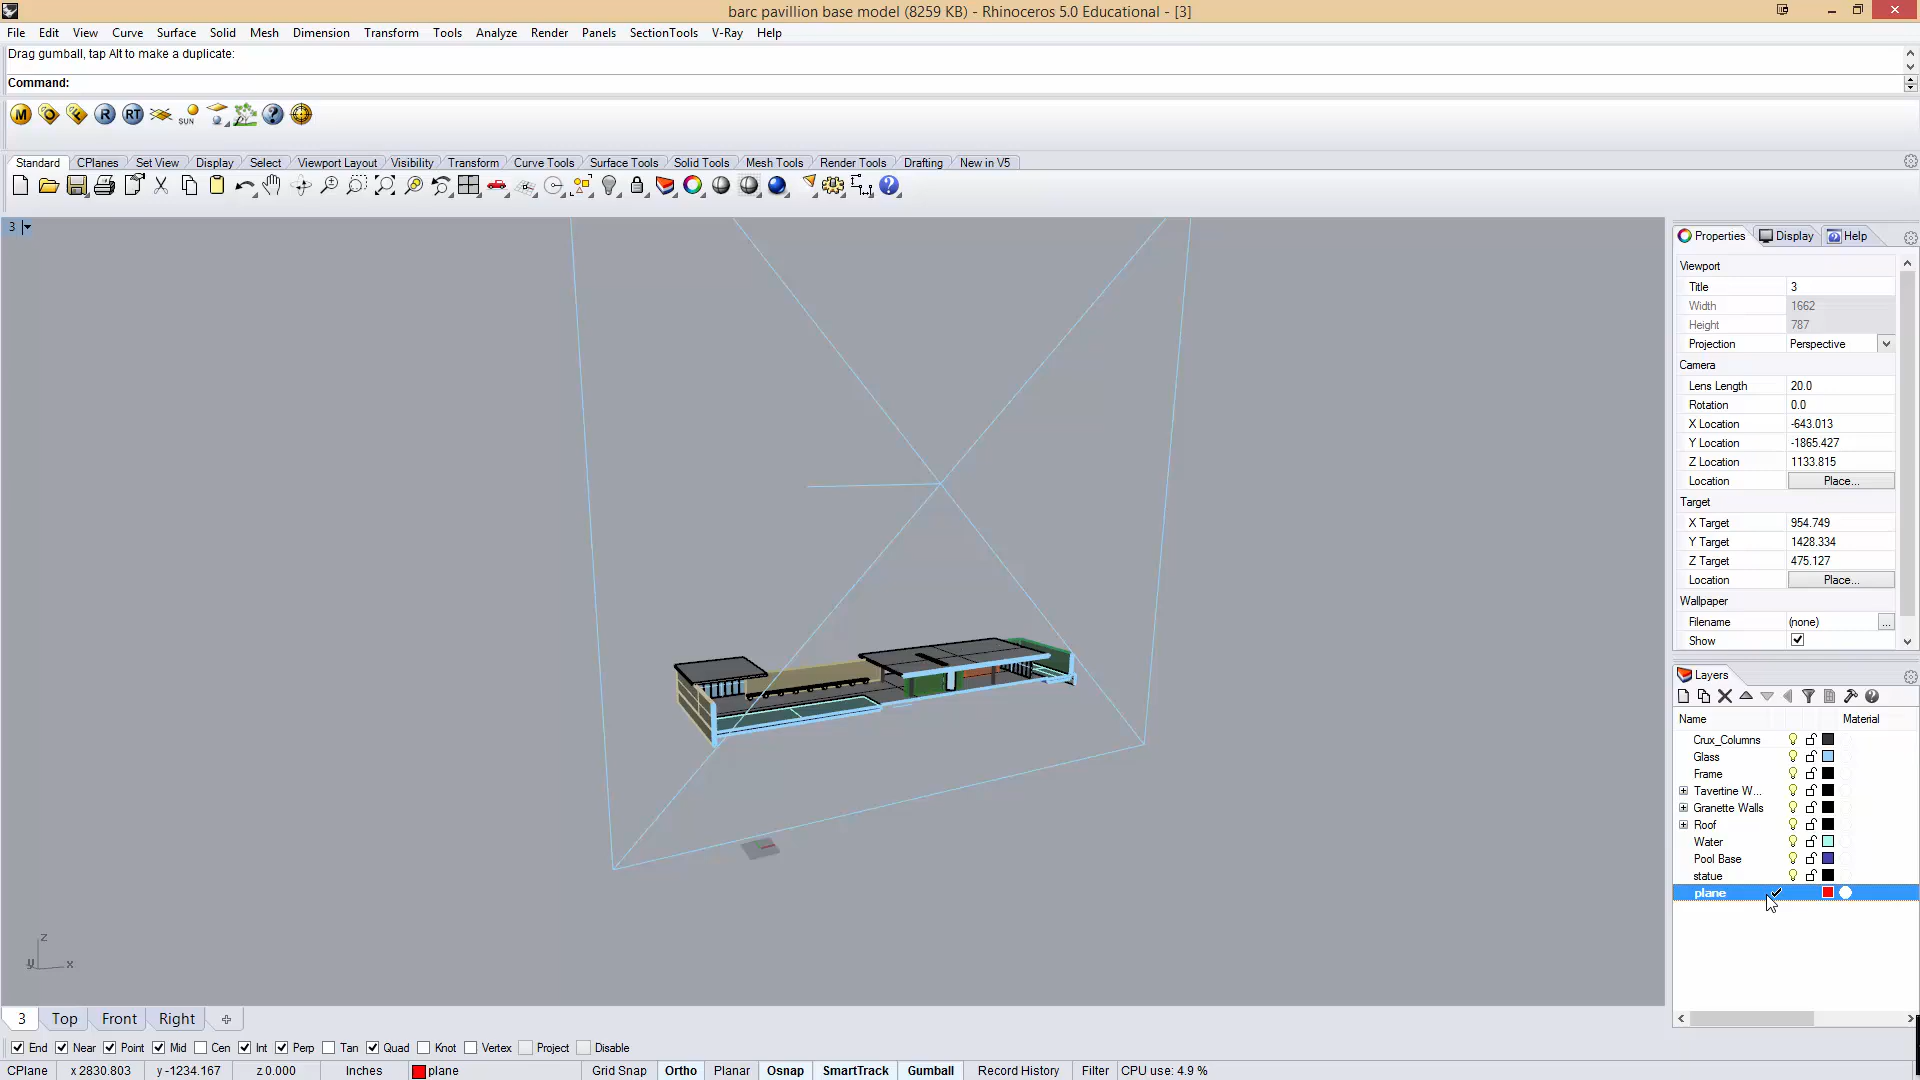 barc pavillion base model (8259 KB) - Rhinoceros 5.0 Educational - [3]
File Edit View Curve Surface Solid Mesh Dimension Transform Tools Analyze Render Panels SectionTools V-Ray Help
Drag gumball, tap Alt to make a duplicate:
Command:
M O F R RT SUN ?
Standard CPlanes Set View Display Select Viewport Layout Visibility Transform Curve Tools Surface Tools Solid Tools Mesh Tools Render Tools Drafting New in V5
3
Properties Display Help
Viewport
Title 3
Width 1662
Height 787
Projection Perspective
Camera
Lens Length 20.0
Rotation 0.0
X Location -643.013
Y Location -1865.427
Z Location 1133.815
Location Place...
Target
X Target 954.749
Y Target 1428.334
Z Target 475.127
Location Place...
Wallpaper
Filename (none) ...
Show
Layers
Name Material
Crux_Columns
Glass
Frame
Tavertine W...
Granette Walls
Roof
Water
Pool Base
statue
plane
z
y x
3 Top Front Right
End Near Point Mid Cen Int Perp Tan Quad Knot Vertex Project Disable
CPlane x 2830.803 y -1234.167 z 0.000 Inches plane Grid Snap Ortho Planar Osnap SmartTrack Gumball Record History Filter CPU use: 4.9 %